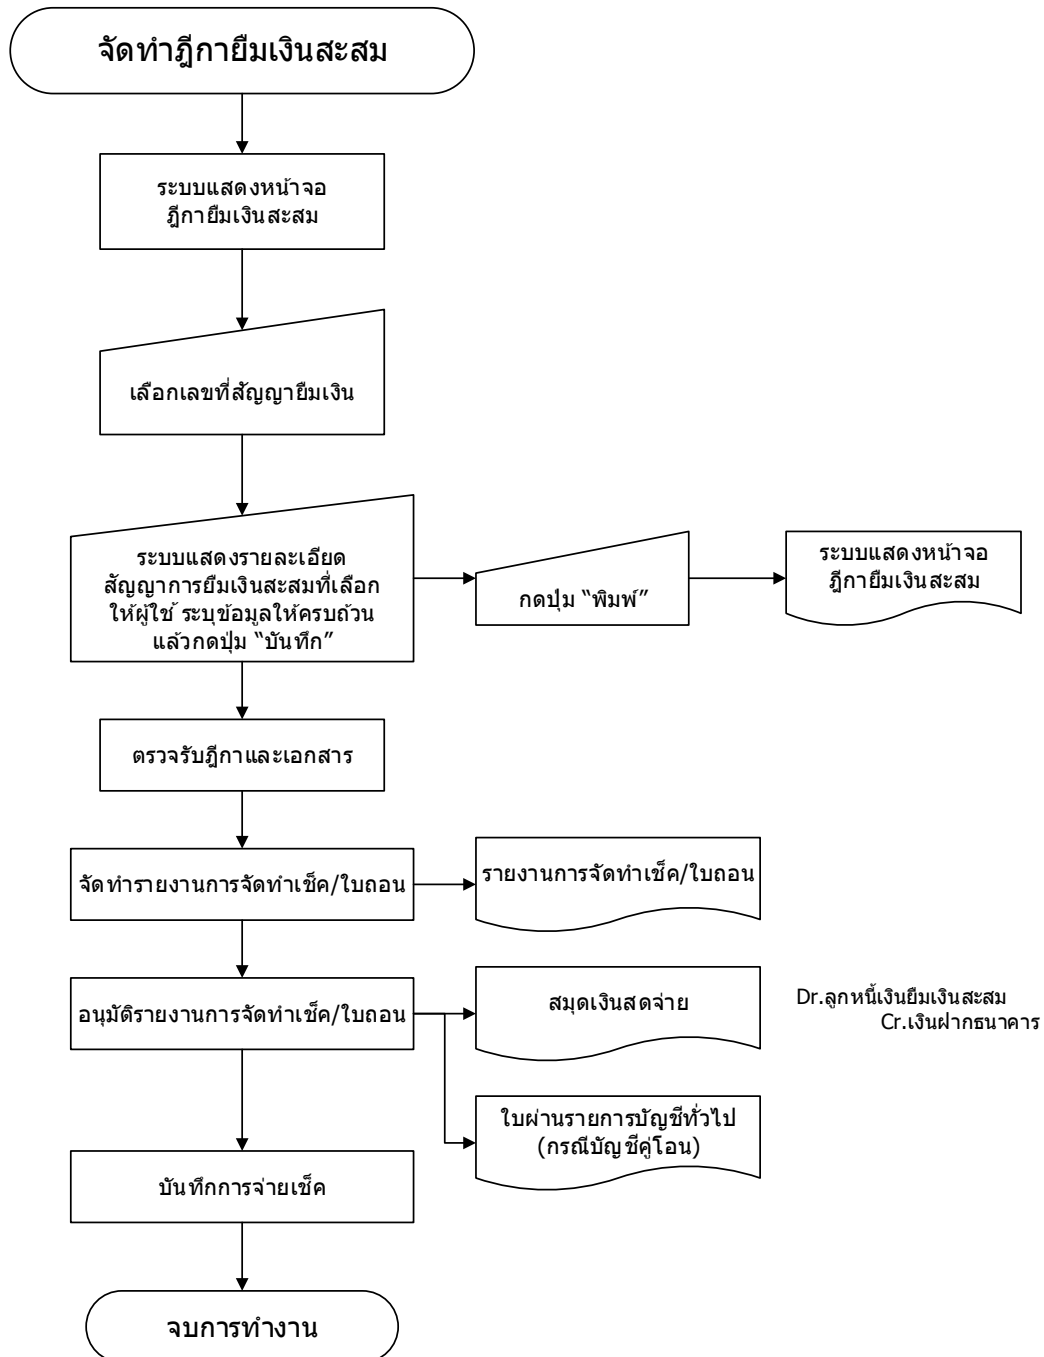 จัดทำฎีกายืมเงินสะสม
ระบบแสดงหน้าจอ
ฎีกายืมเงินสะสม
เลือกเลขที่สัญญายืมเงิน
ระบบแสดงรายละเอียด
สัญญาการยืมเงินสะสมที่เลือก
ให้ผู้ใช้ ระบุข้อมูลให้ครบถ้วน
แล้วกดปุ่ม “บันทึก”
กดปุ่ม “พิมพ์”
ระบบแสดงหน้าจอ
ฎีกายืมเงินสะสม
ตรวจรับฎีกาและเอกสาร
จัดทำรายงานการจัดทำเช็ค/ใบถอน
รายงานการจัดทำเช็ค/ใบถอน
อนุมัติรายงานการจัดทำเช็ค/ใบถอน
สมุดเงินสดจ่าย
Dr.ลูกหนี้เงินยืมเงินสะสม
Cr.เงินฝากธนาคาร
ใบผ่านรายการบัญชีทั่วไป
(กรณีบัญชีคู่โอน)
บันทึกการจ่ายเช็ค
จบการทำงาน